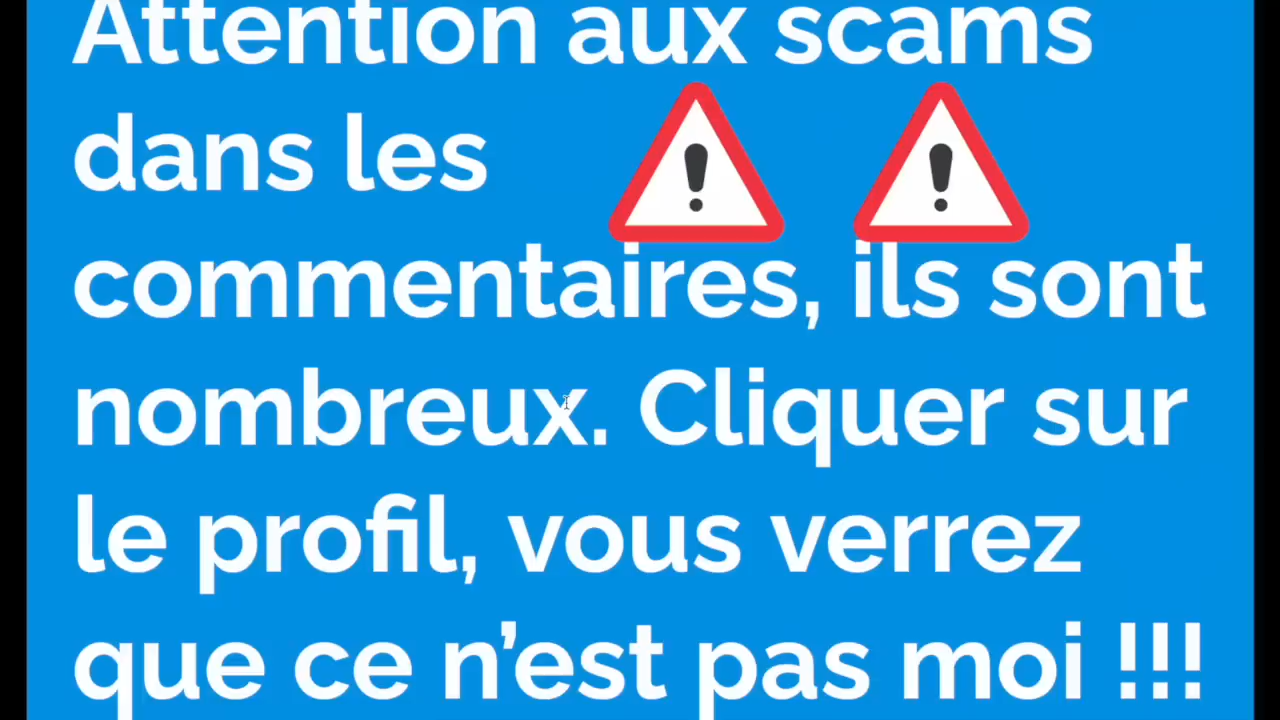 Attention aux scams
dans les
commentaires, ils sont
nombreux. Cliquer sur
le profil, vous verrez
que ce n’est pas moi !!!